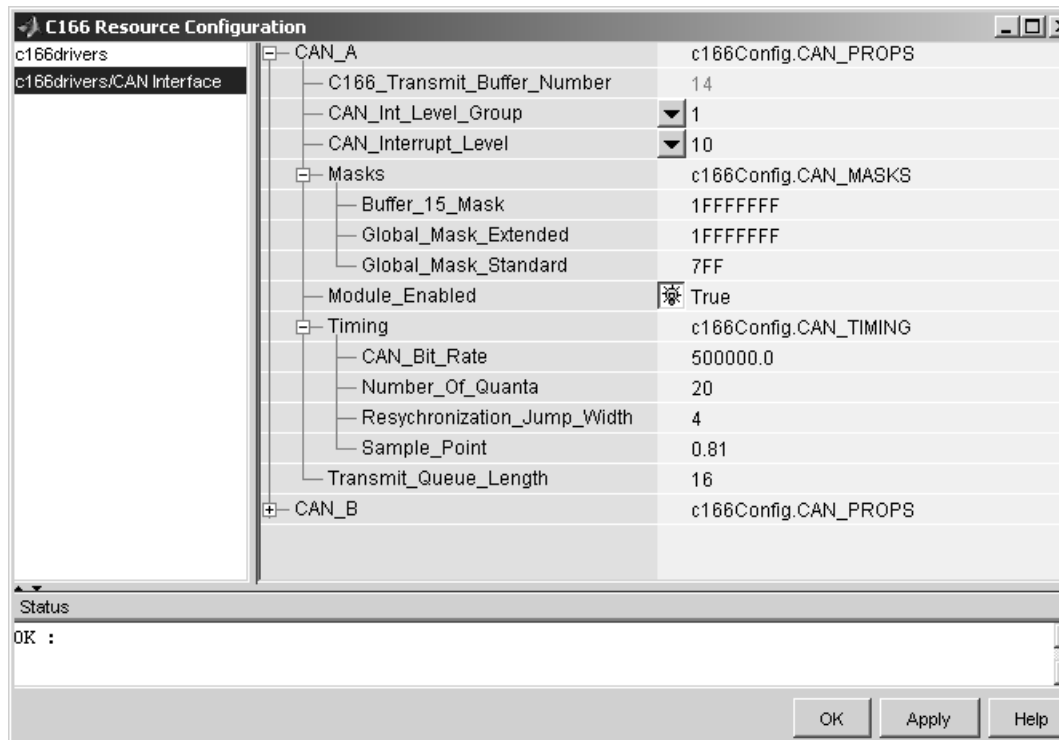 C166 Resource Configuration
c166drivers
c166drivers/CAN Interface
CAN_A c166Config.CAN_PROPS
C166_Transmit_Buffer_Number 14
CAN_Int_Level_Group 1
CAN_Interrupt_Level 10
Masks c166Config.CAN_MASKS
Buffer_15_Mask 1FFFFFFF
Global_Mask_Extended 1FFFFFFF
Global_Mask_Standard 7FF
Module_Enabled True
Timing c166Config.CAN_TIMING
CAN_Bit_Rate 500000.0
Number_Of_Quanta 20
Resychronization_Jump_Width 4
Sample_Point 0.81
Transmit_Queue_Length 16
CAN_B c166Config.CAN_PROPS
Status
OK :
OK Apply Help